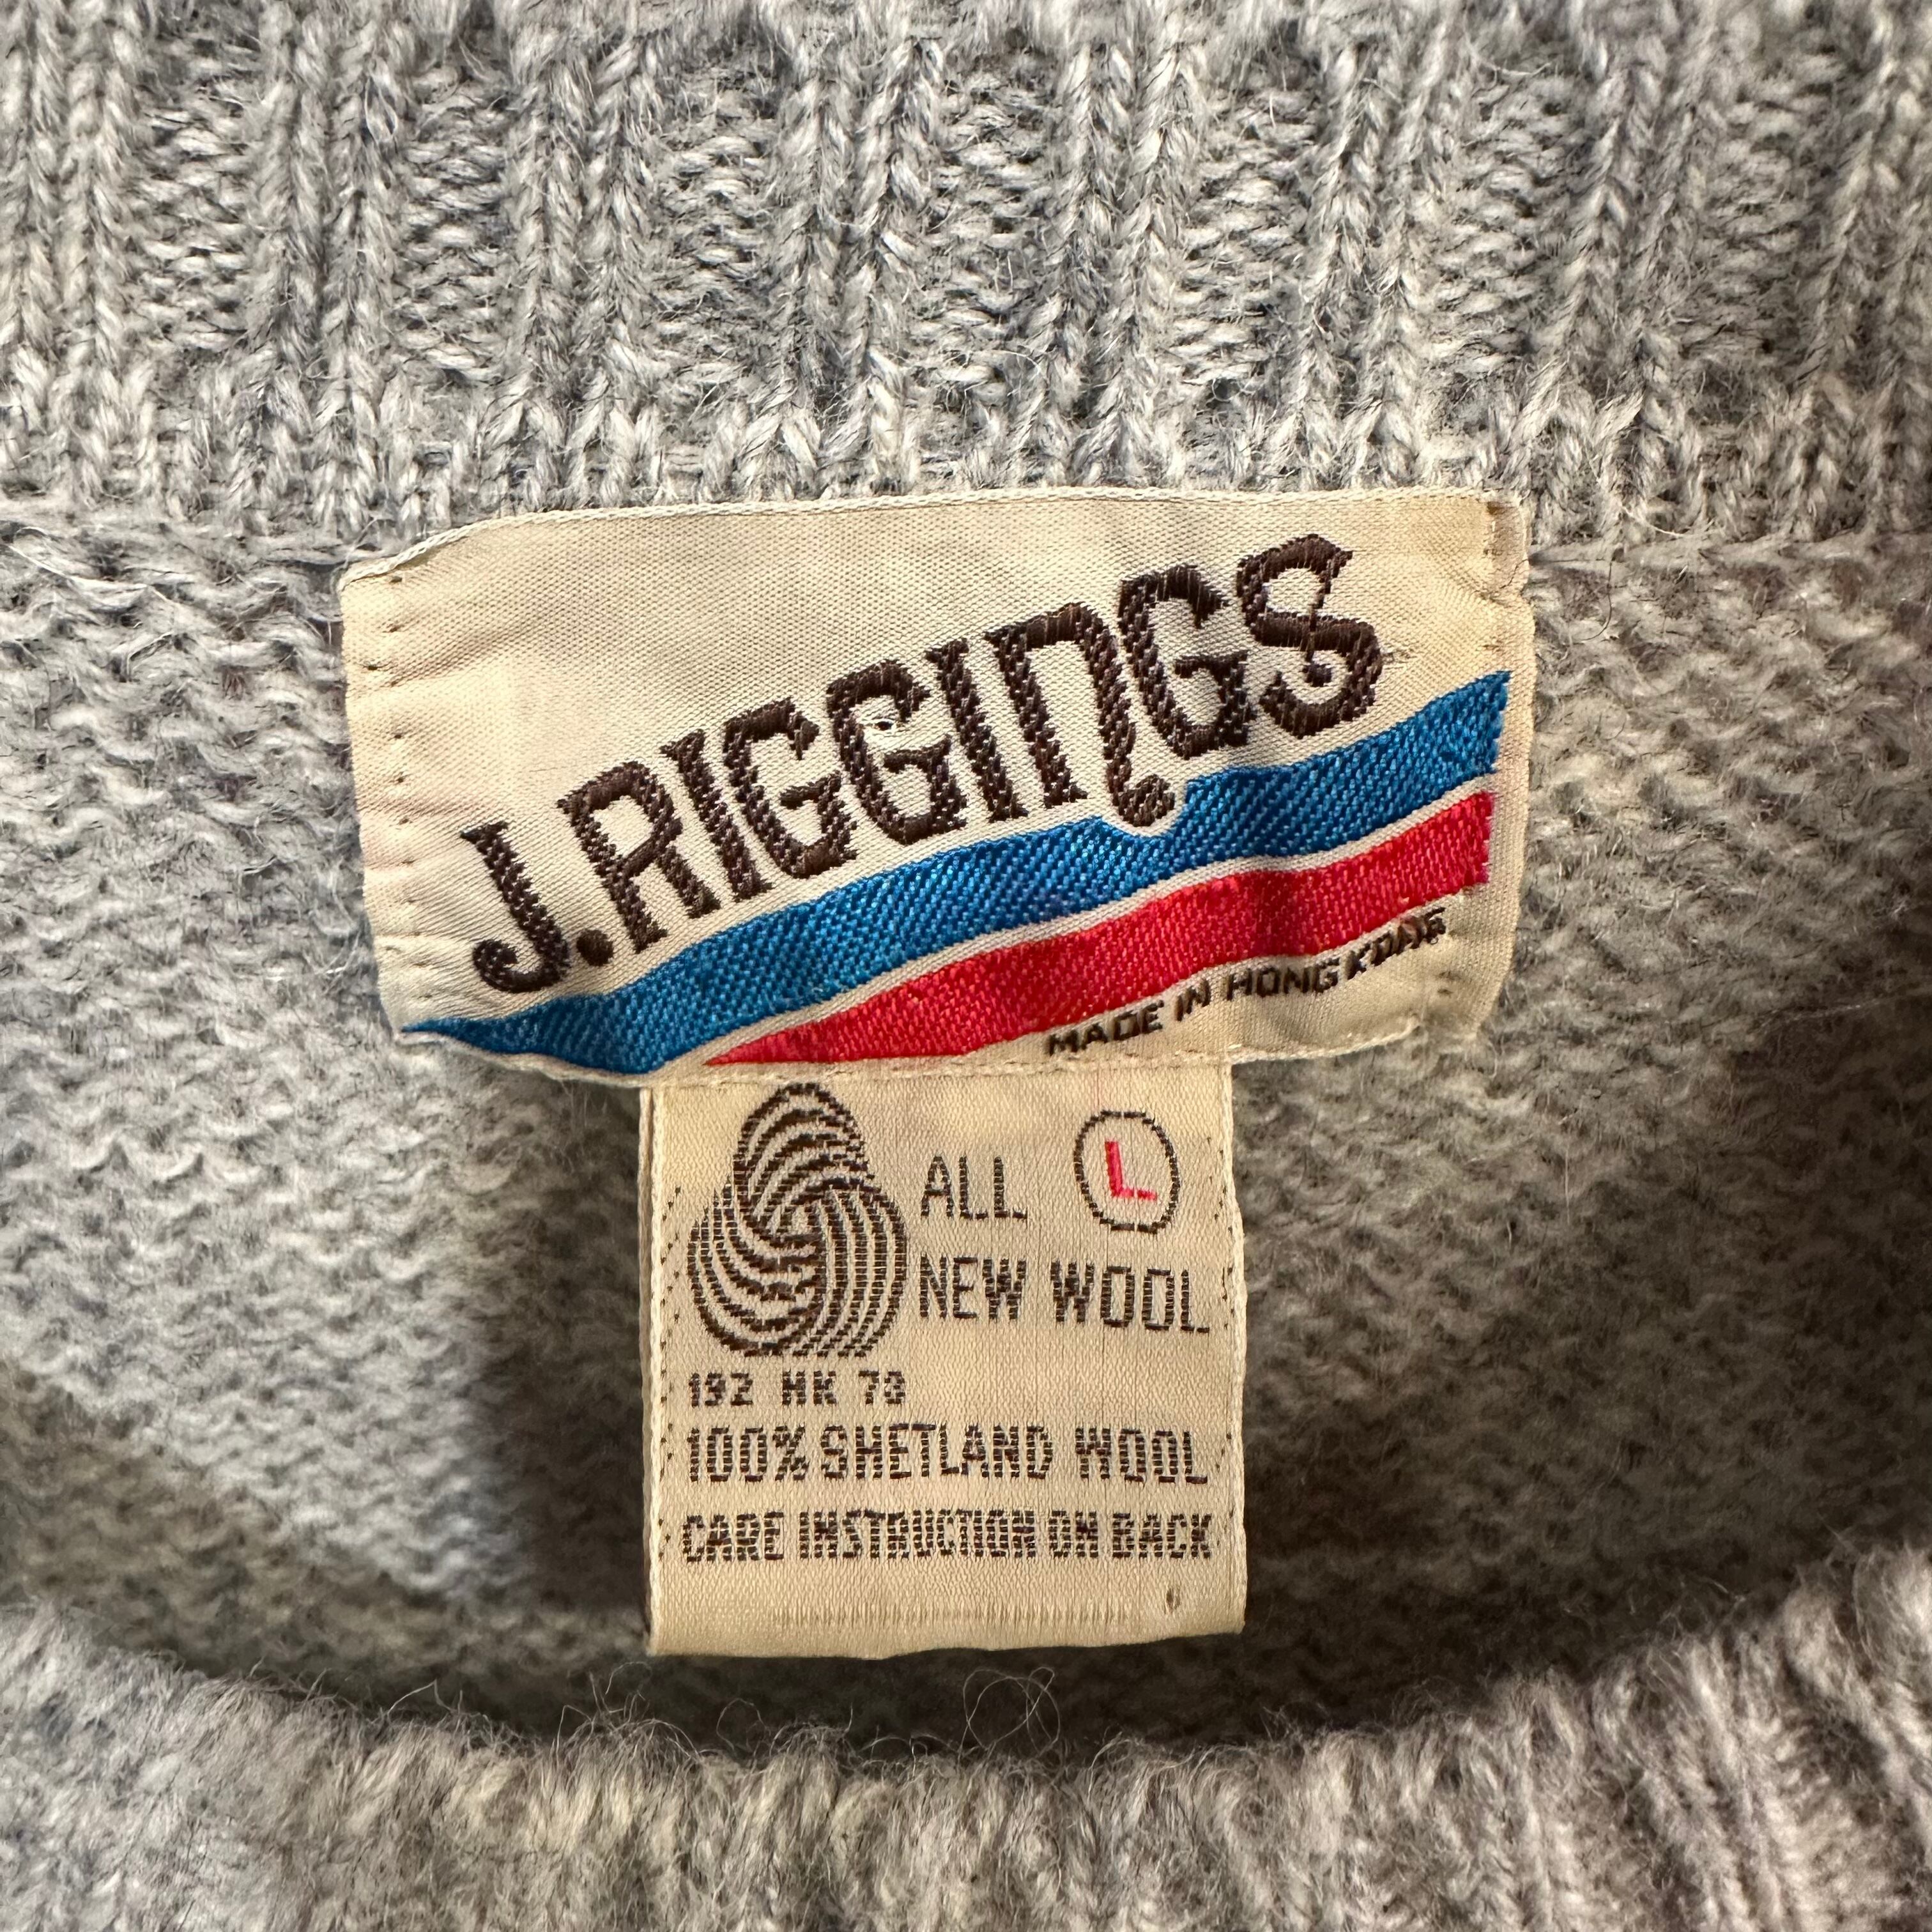 J.RIGGINGS
MADE IN HONG KONG
ALL L
NEW WOOL
192 HK 73
100% SHETLAND WOOL
CARE INSTRUCTION ON BACK